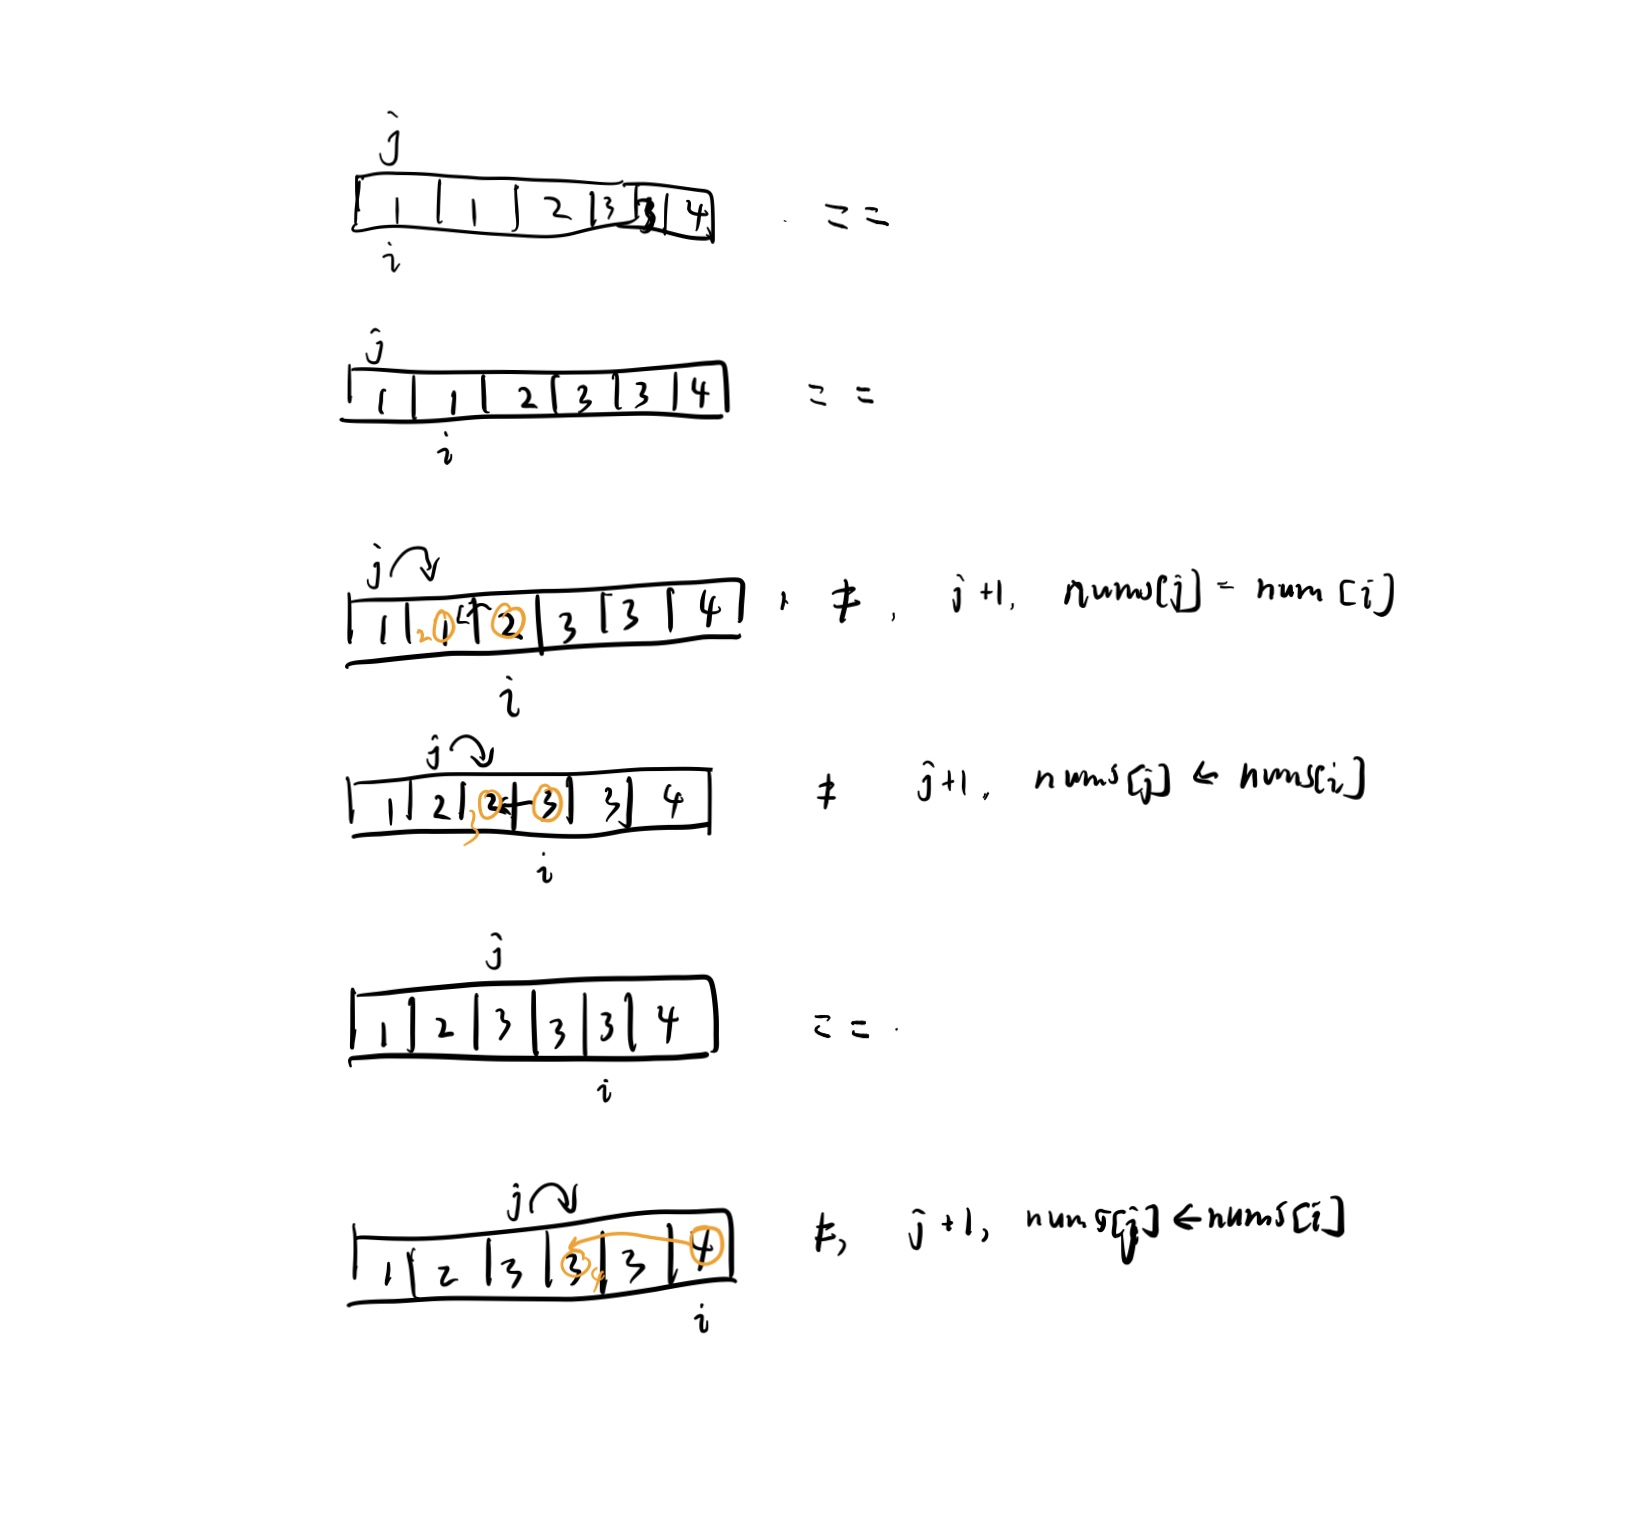 j
1 1 2 3 3 4 . ==
i
j
1 1 2 3 3 4 ==
i
j
1 2 1 2 3 3 4 , ≠ , j +1, nums[j] = num [i]
i
j
1 2 3 2 3 3 4 ≠ j+1, nums[j] ← nums[i]
i
j
1 2 3 3 3 4 == .
i
j
1 2 3 3 4 3 4 ≠, j +1, nums[j] ← nums[i]
i